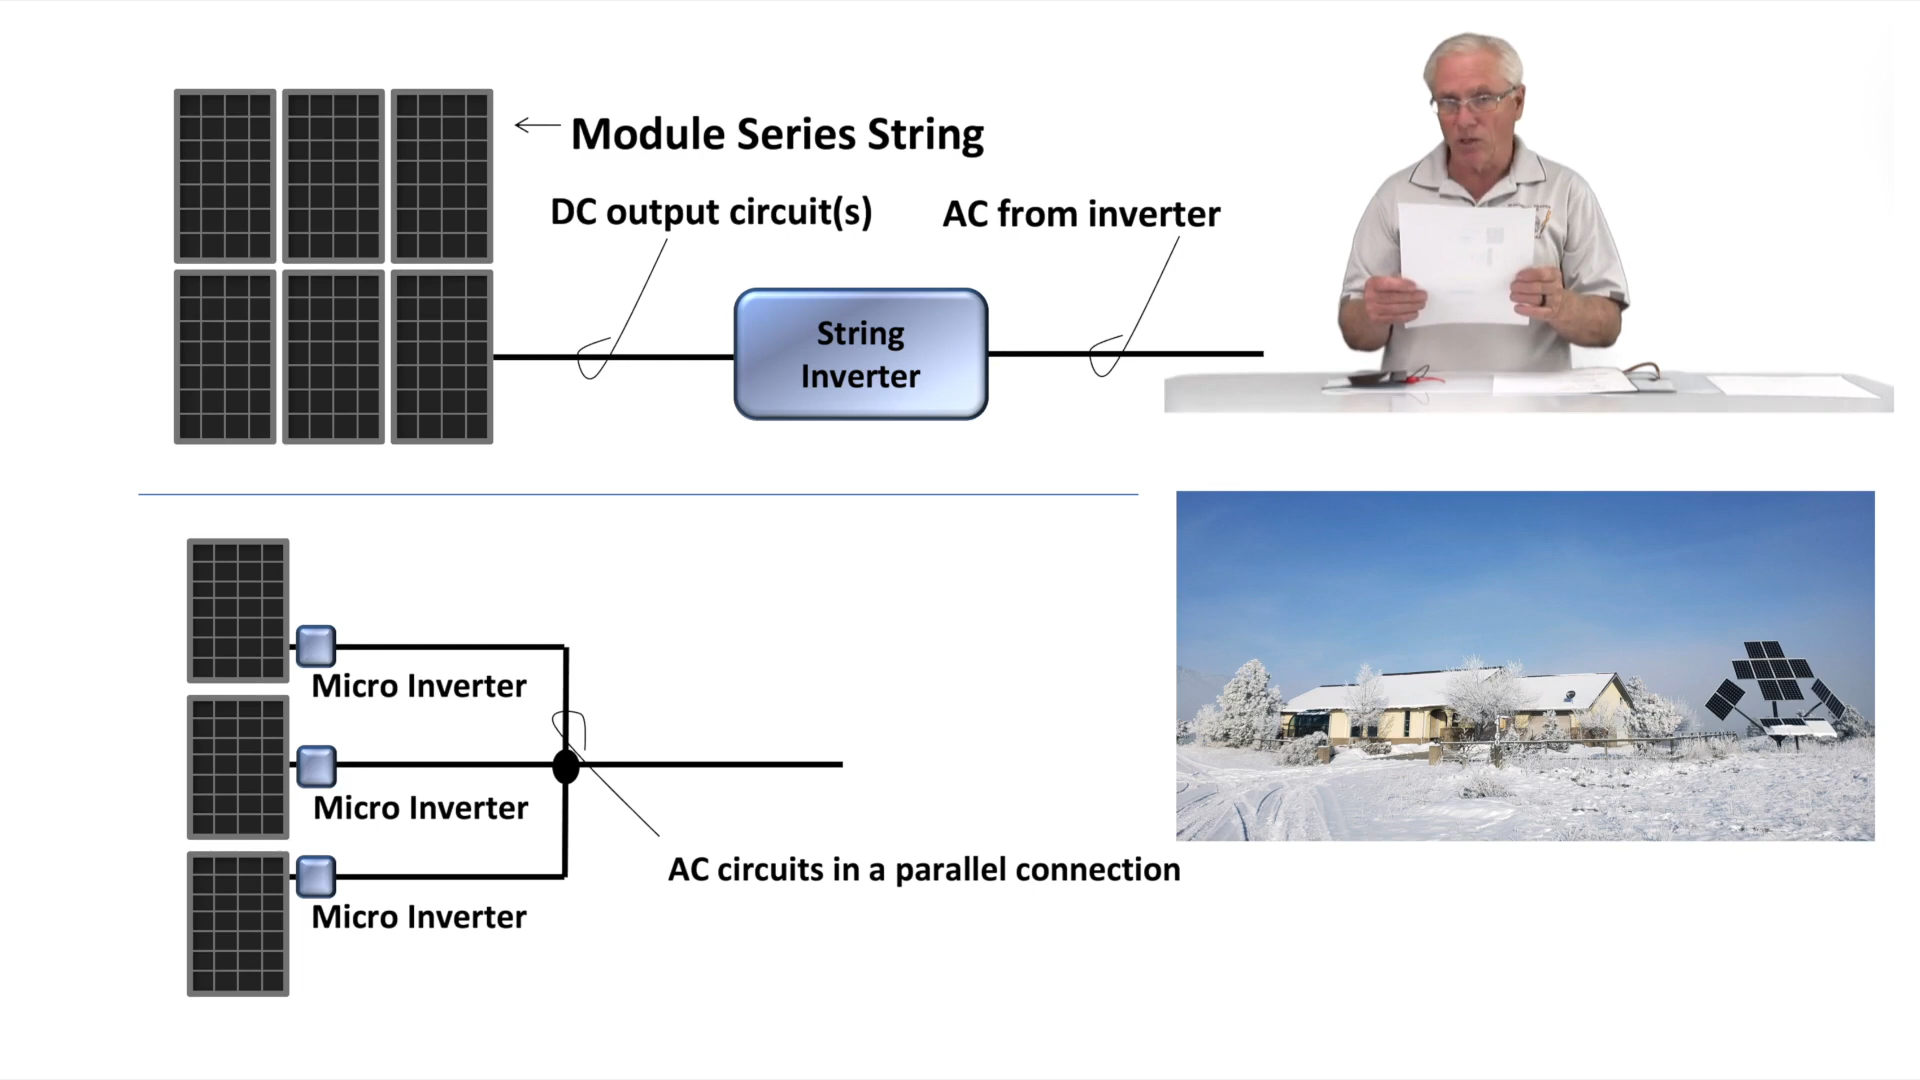 Module Series String
DC output circuit(s)
AC from inverter
String
Inverter
Micro Inverter
Micro Inverter
AC circuits in a parallel connection
Micro Inverter